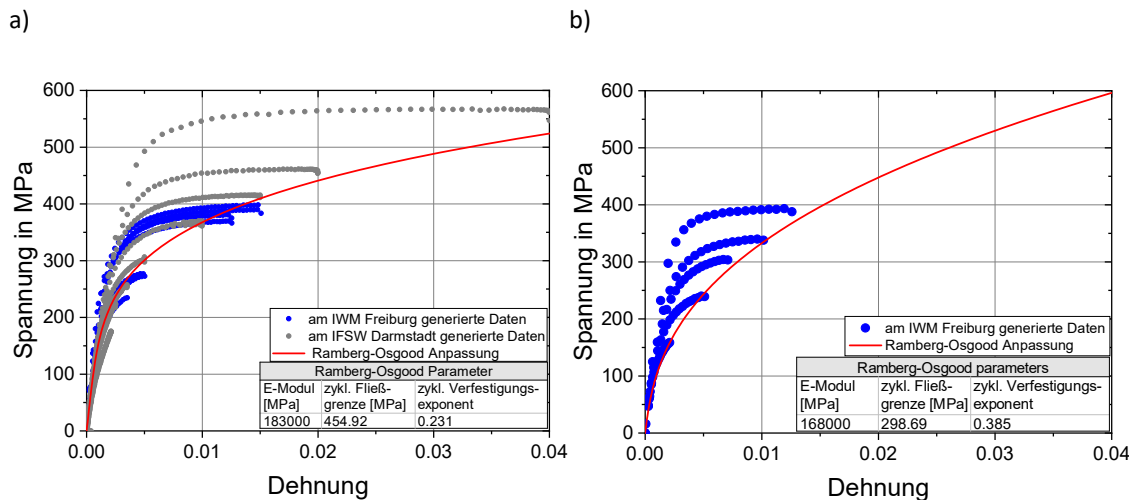 a)
b)
600
500
400
300
200
100
0
0.00
0.01
0.02
0.03
0.04
Spannung in MPa
Dehnung
am IWM Freiburg generierte Daten
am IFSW Darmstadt generierte Daten
Ramberg-Osgood Anpassung
Ramberg-Osgood Parameter
E-Modul zykl. Fließ- zykl. Verfestigungs-
[MPa] grenze [MPa] exponent
183000 454.92 0.231
600
500
400
300
200
100
0
0.00
0.01
0.02
0.03
0.04
Spannung in MPa
Dehnung
am IWM Freiburg generierte Daten
Ramberg-Osgood Anpassung
Ramberg-Osgood parameters
E-Modul zykl. Fließ- zykl. Verfestigungs-
[MPa] grenze [MPa] exponent
168000 298.69 0.385